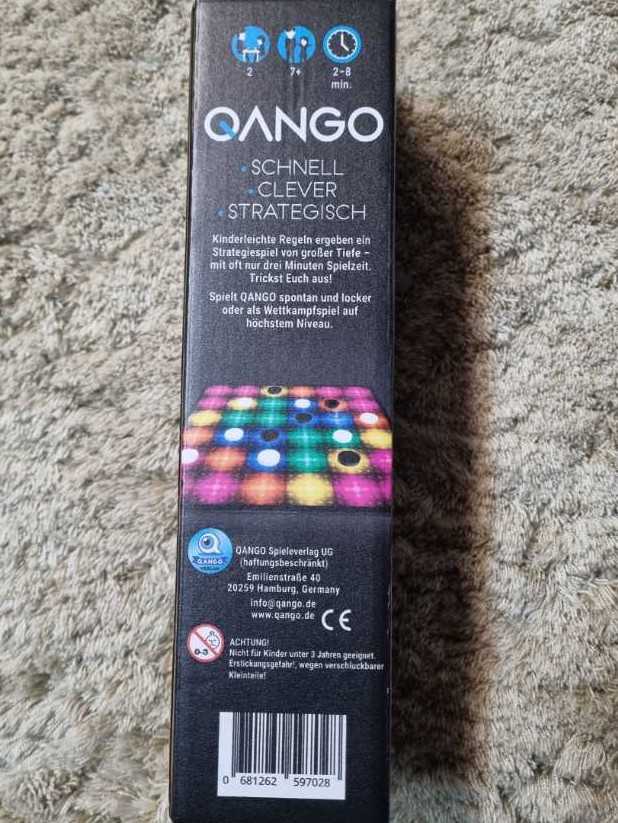 2 7+ 2-8 min.
QANGO
• SCHNELL
• CLEVER
• STRATEGISCH
Kinderleichte Regeln ergeben ein
Strategiespiel von großer Tiefe –
mit oft nur drei Minuten Spielzeit.
Trickst Euch aus!
Spielt QANGO spontan und locker
oder als Wettkampfspiel auf
höchstem Niveau.
QANGO
QANGO Spieleverlag UG
(haftungsbeschränkt)
Emilienstraße 40
20259 Hamburg, Germany
info@qango.de
www.qango.de
CE
0-3
ACHTUNG!
Nicht für Kinder unter 3 Jahren geeignet.
Erstickungsgefahr!, wegen verschluckbarer
Kleinteile!
0 681262 597028